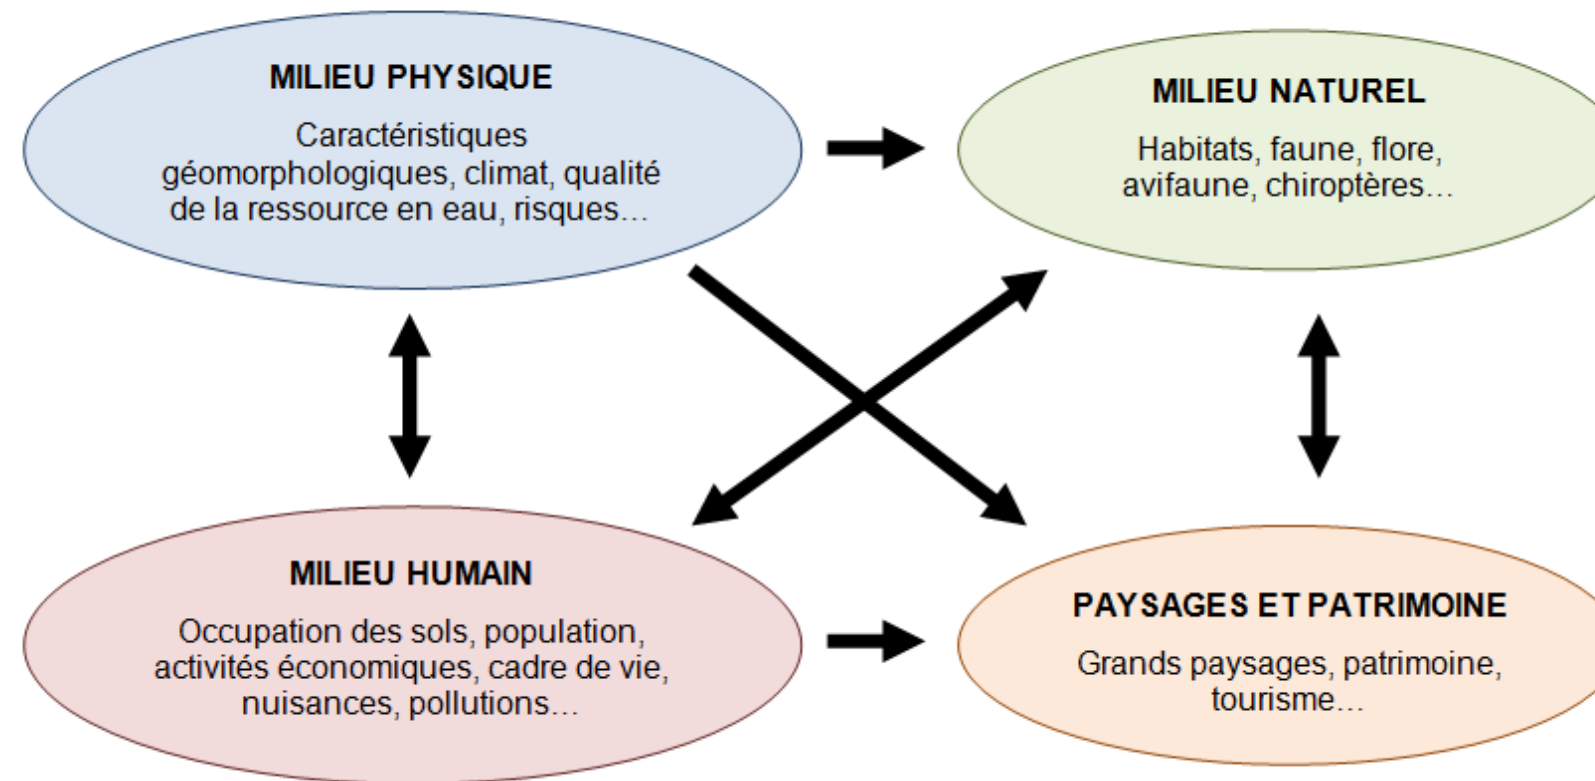 MILIEU PHYSIQUE
Caractéristiques
géomorphologiques, climat, qualité
de la ressource en eau, risques…
MILIEU NATUREL
Habitats, faune, flore,
avifaune, chiroptères…
MILIEU HUMAIN
Occupation des sols, population,
activités économiques, cadre de vie,
nuisances, pollutions…
PAYSAGES ET PATRIMOINE
Grands paysages, patrimoine,
tourisme…